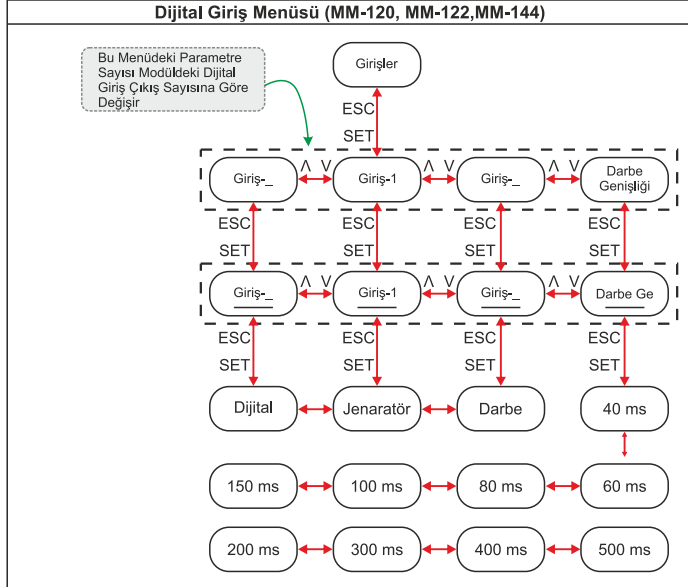 Dijital Giriş Menüsü (MM-120, MM-122,MM-144)
Bu Menüdeki Parametre
Sayısı Modüldeki Dijital
Giriş Çıkış Sayısına Göre
Değişir
Girişler
ESC
SET
Giriş-_ Λ V Giriş-1 Λ V Giriş-_ Λ V Darbe
Genişliği
ESC ESC ESC ESC
SET SET SET SET
Giriş-_ Λ V Giriş-1 Λ V Giriş-_ Λ V Darbe Ge
ESC ESC ESC ESC
SET SET SET SET
Dijital Jenaratör Darbe 40 ms
150 ms 100 ms 80 ms 60 ms
200 ms 300 ms 400 ms 500 ms